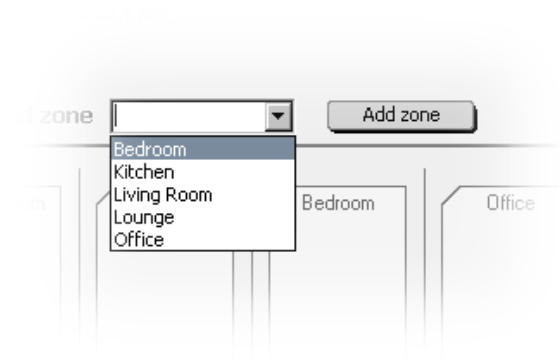 zone
Add zone
Bedroom
Kitchen
Living Room
Lounge
Office
Bedroom
Office